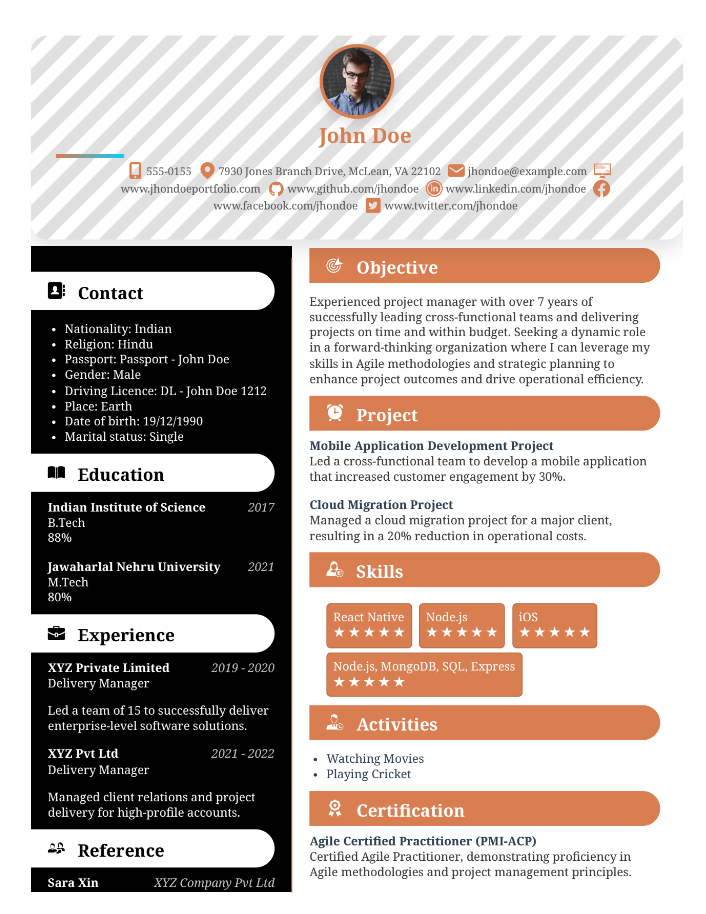 John Doe
555-0155 7930 Jones Branch Drive, McLean, VA 22102 jhondoe@example.com
www.jhondoeportfolio.com www.github.com/jhondoe www.linkedin.com/jhondoe
www.facebook.com/jhondoe www.twitter.com/jhondoe
Contact
• Nationality: Indian
• Religion: Hindu
• Passport: Passport - John Doe
• Gender: Male
• Driving Licence: DL - John Doe 1212
• Place: Earth
• Date of birth: 19/12/1990
• Marital status: Single
Education
Indian Institute of Science 2017
B.Tech
88%
Jawaharlal Nehru University 2021
M.Tech
80%
Experience
XYZ Private Limited 2019 - 2020
Delivery Manager
Led a team of 15 to successfully deliver
enterprise-level software solutions.
XYZ Pvt Ltd 2021 - 2022
Delivery Manager
Managed client relations and project
delivery for high-profile accounts.
Reference
Sara Xin XYZ Company Pvt Ltd
Objective
Experienced project manager with over 7 years of
successfully leading cross-functional teams and delivering
projects on time and within budget. Seeking a dynamic role
in a forward-thinking organization where I can leverage my
skills in Agile methodologies and strategic planning to
enhance project outcomes and drive operational efficiency.
Project
Mobile Application Development Project
Led a cross-functional team to develop a mobile application
that increased customer engagement by 30%.
Cloud Migration Project
Managed a cloud migration project for a major client,
resulting in a 20% reduction in operational costs.
Skills
React Native Node.js iOS
★★★★★ ★★★★★ ★★★★★
Node.js, MongoDB, SQL, Express
★★★★★
Activities
• Watching Movies
• Playing Cricket
Certification
Agile Certified Practitioner (PMI-ACP)
Certified Agile Practitioner, demonstrating proficiency in
Agile methodologies and project management principles.